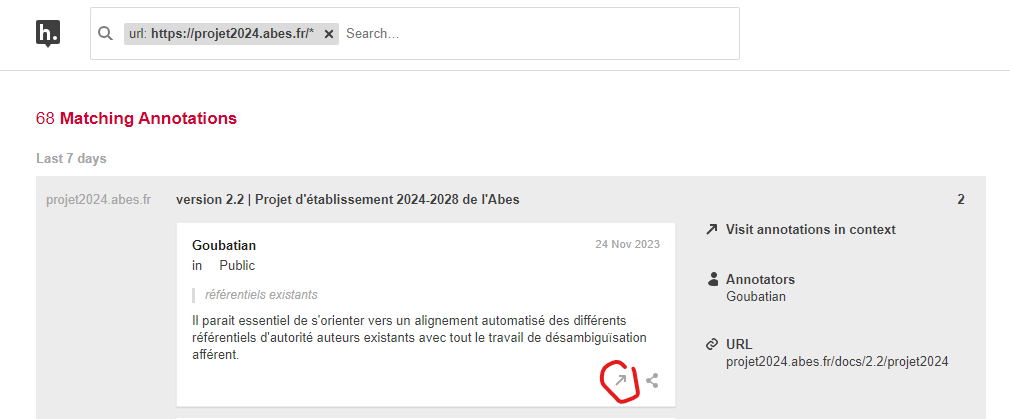 h.
url: https://projet2024.abes.fr/* × Search...
68 Matching Annotations
Last 7 days
projet2024.abes.fr
version 2.2 | Projet d'établissement 2024-2028 de l'Abes
2
Goubatian
24 Nov 2023
in Public
référentiels existants
Il parait essentiel de s'orienter vers un alignement automatisé des différents
référentiels d'autorité auteurs existants avec tout le travail de désambiguïsation
afférent.
Visit annotations in context
Annotators
Goubatian
URL
projet2024.abes.fr/docs/2.2/projet2024